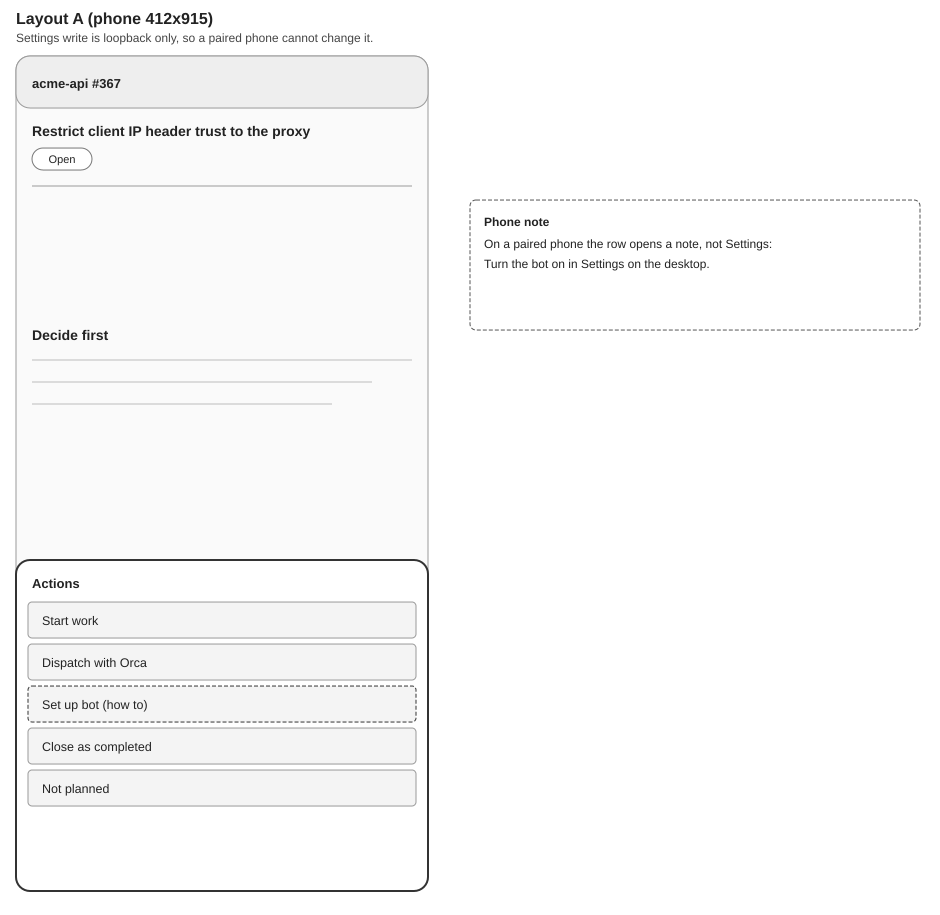 Layout A (phone 412x915)
Settings write is loopback only, so a paired phone cannot change it.
acme-api #367
Restrict client IP header trust to the proxy
Open
Phone note
On a paired phone the row opens a note, not Settings:
Turn the bot on in Settings on the desktop.
Decide first
Actions
Start work
Dispatch with Orca
Set up bot (how to)
Close as completed
Not planned